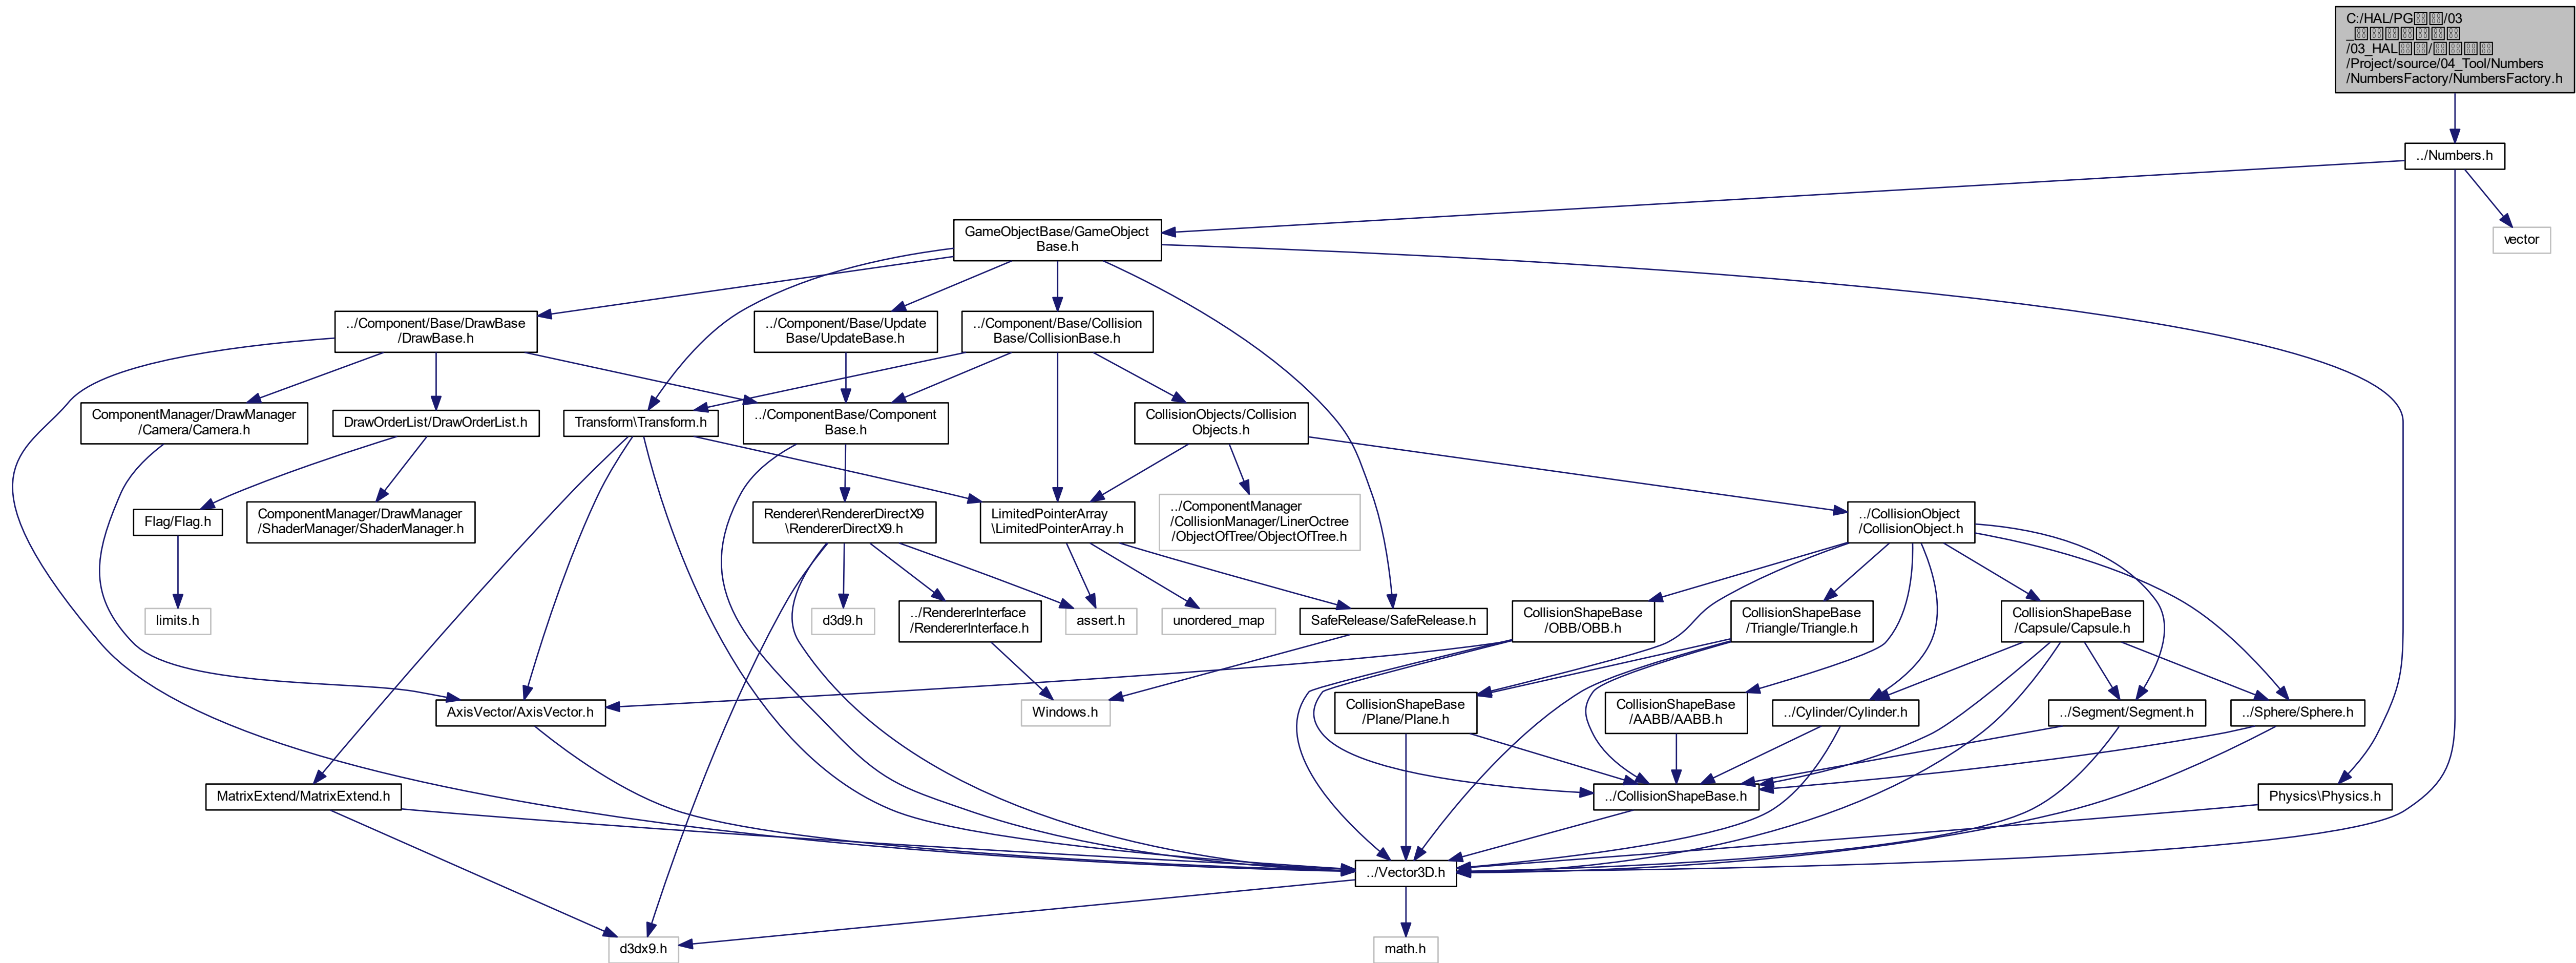 C:/HAL/PG/03
_
/03_HAL/
/Project/source/04_Tool/Numbers
/NumbersFactory/NumbersFactory.h
../Numbers.h
GameObjectBase/GameObject
Base.h
vector
../Component/Base/DrawBase
/DrawBase.h
../Component/Base/Update
Base/UpdateBase.h
../Component/Base/Collision
Base/CollisionBase.h
ComponentManager/DrawManager
/Camera/Camera.h
DrawOrderList/DrawOrderList.h
Transform\Transform.h
../ComponentBase/Component
Base.h
CollisionObjects/Collision
Objects.h
Flag/Flag.h
ComponentManager/DrawManager
/ShaderManager/ShaderManager.h
Renderer\RendererDirectX9
\RendererDirectX9.h
LimitedPointerArray
\LimitedPointerArray.h
../ComponentManager
/CollisionManager/LinerOctree
/ObjectOfTree/ObjectOfTree.h
../CollisionObject
/CollisionObject.h
limits.h
d3d9.h
../RendererInterface
/RendererInterface.h
assert.h
unordered_map
SafeRelease/SafeRelease.h
CollisionShapeBase
/OBB/OBB.h
CollisionShapeBase
/Triangle/Triangle.h
CollisionShapeBase
/Capsule/Capsule.h
AxisVector/AxisVector.h
Windows.h
CollisionShapeBase
/Plane/Plane.h
CollisionShapeBase
/AABB/AABB.h
../Cylinder/Cylinder.h
../Segment/Segment.h
../Sphere/Sphere.h
MatrixExtend/MatrixExtend.h
../CollisionShapeBase.h
Physics\Physics.h
../Vector3D.h
d3dx9.h
math.h